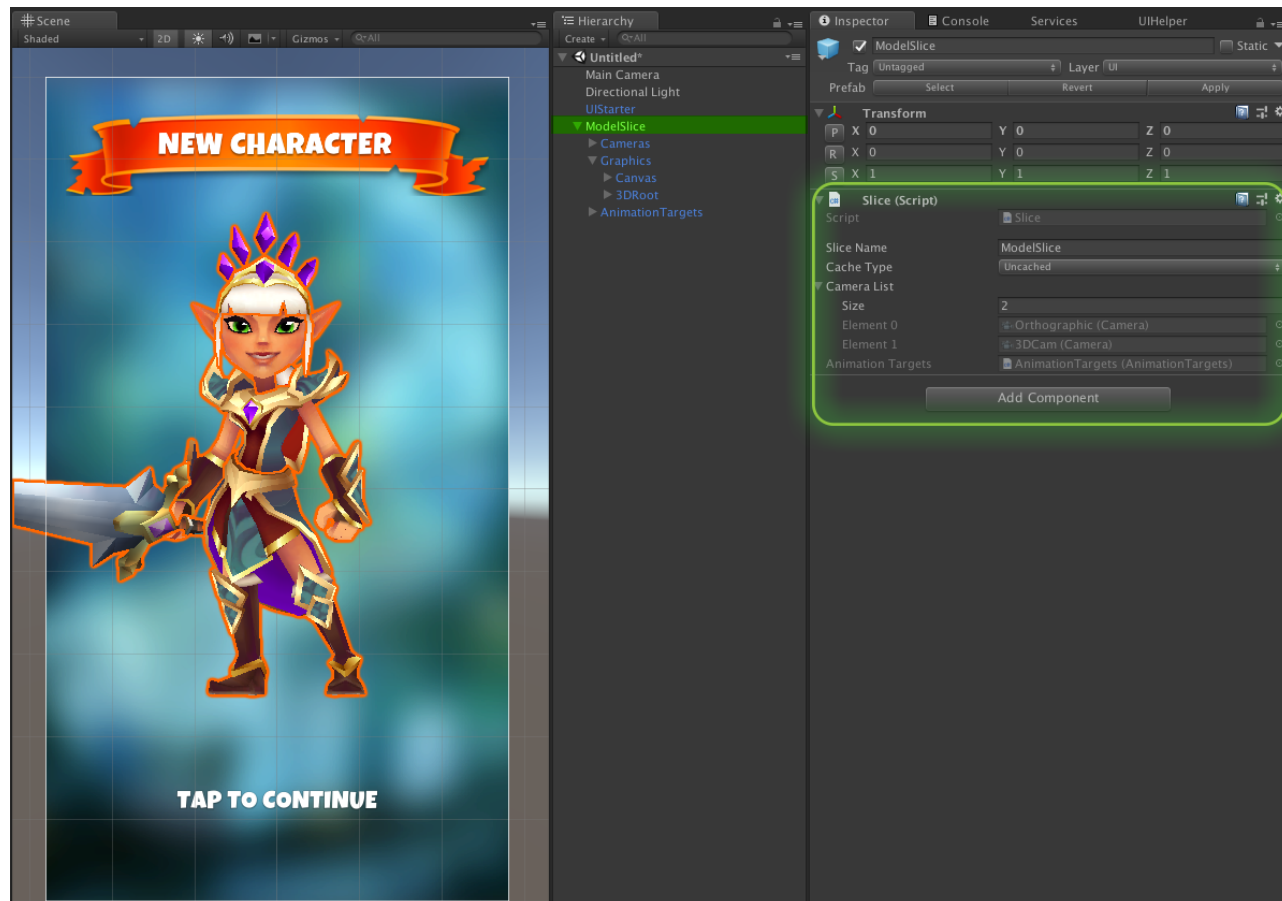 Scene
Shaded
2D
Gizmos
All
NEW CHARACTER
TAP TO CONTINUE
Hierarchy
Create
All
Untitled*
Main Camera
Directional Light
UIStarter
ModelSlice
Cameras
Graphics
Canvas
3DRoot
AnimationTargets
Inspector Console Services UIHelper
ModelSlice Static
Tag Untagged Layer UI
Prefab Select Revert Apply
Transform
P X 0 Y 0 Z 0
R X 0 Y 0 Z 0
S X 1 Y 1 Z 1
Slice (Script)
Script Slice
Slice Name ModelSlice
Cache Type Uncached
Camera List
Size 2
Element 0 Orthographic (Camera)
Element 1 3DCam (Camera)
Animation Targets AnimationTargets (AnimationTargets)
Add Component